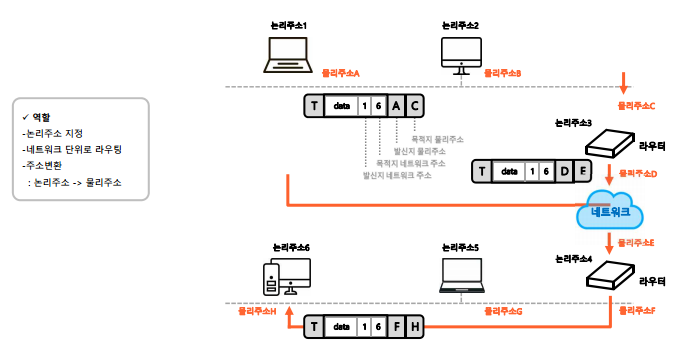 논리주소1
논리주소2
물리주소A
물리주소B
물리주소C
T data 1 6 A C
✓ 역할
-논리주소 지정
-네트워크 단위로 라우팅
-주소변환
: 논리주소 -> 물리주소
목적지 물리주소
발신지 물리주소
목적지 네트워크 주소
발신지 네트워크 주소
논리주소3
라우터
T data 1 6 D E
물리주소D
네트워크
물리주소E
논리주소6
논리주소5
논리주소4
라우터
물리주소H
물리주소G
물리주소F
T data 1 6 F H